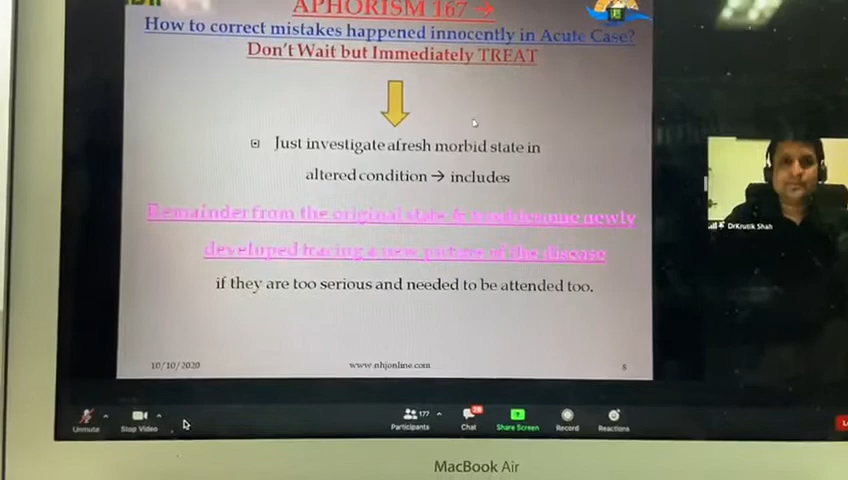 APHORISM 167 →
How to correct mistakes happened innocently in Acute Case?
Don't Wait but Immediately TREAT
Just investigate afresh morbid state in
altered condition → includes
Remainder from the original state & troublesome newly
developed tracing a new picture of the disease
if they are too serious and needed to be attended too.
10/10/2020 www.nhjonline.com 8
DrKrutik Shah
Unmute Stop Video 177 Participants Chat Share Screen Record Reactions
MacBook Air